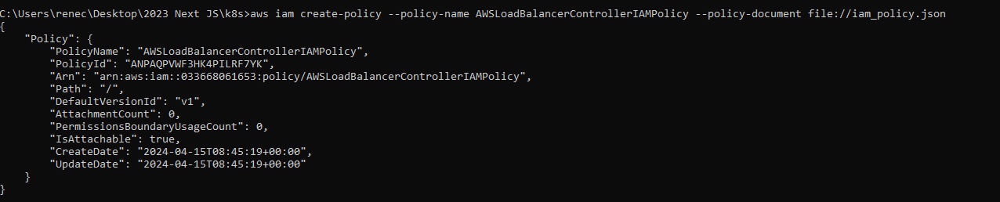 C:\Users\renec\Desktop\2023 Next JS\k8s>aws iam create-policy --policy-name AWSLoadBalancerControllerIAMPolicy --policy-document file://iam_policy.json
{
    "Policy": {
        "PolicyName": "AWSLoadBalancerControllerIAMPolicy",
        "PolicyId": "ANPAQPVWF3HK4PILRF7YK",
        "Arn": "arn:aws:iam::033668061653:policy/AWSLoadBalancerControllerIAMPolicy",
        "Path": "/",
        "DefaultVersionId": "v1",
        "AttachmentCount": 0,
        "PermissionsBoundaryUsageCount": 0,
        "IsAttachable": true,
        "CreateDate": "2024-04-15T08:45:19+00:00",
        "UpdateDate": "2024-04-15T08:45:19+00:00"
    }
}